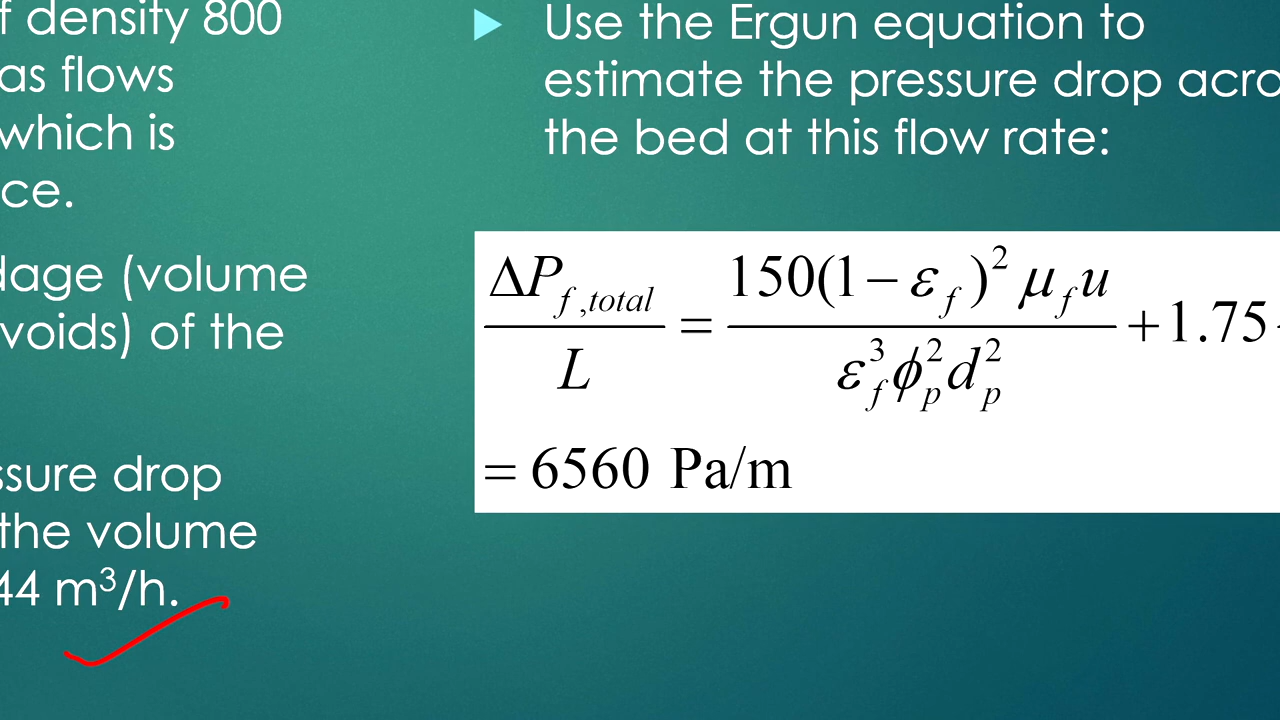 f density 800
as flows
which is
ce.
dage (volume
voids) of the
ssure drop
the volume
44 m³/h.
Use the Ergun equation to
estimate the pressure drop acro
the bed at this flow rate:
ΔP_{f,total}/L = 150(1−ε_f)² μ_f u / ε_f³ ϕ_p² d_p² + 1.75
= 6560 Pa/m